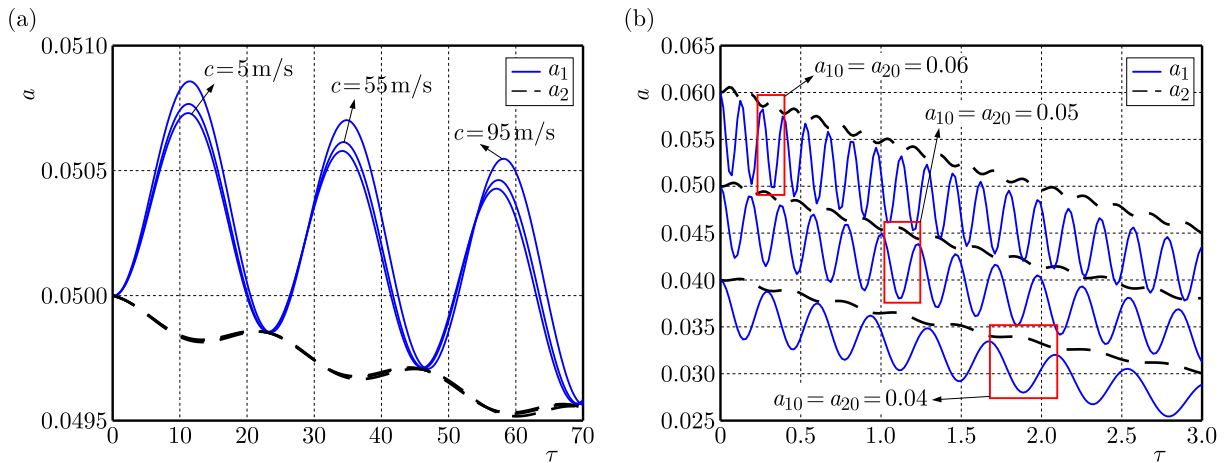 (a)
0.0510
0.0505
0.0500
0.0495
a
0 10 20 30 40 50 60 70
τ
c=5 m/s
c=55 m/s
c=95 m/s
a₁
a₂
(b)
0.065
0.060
0.055
0.050
0.045
0.040
0.035
0.030
0.025
a
0 0.5 1.0 1.5 2.0 2.5 3.0
τ
a₁₀ = a₂₀ = 0.06
a₁₀ = a₂₀ = 0.05
a₁₀ = a₂₀ = 0.04
a₁
a₂